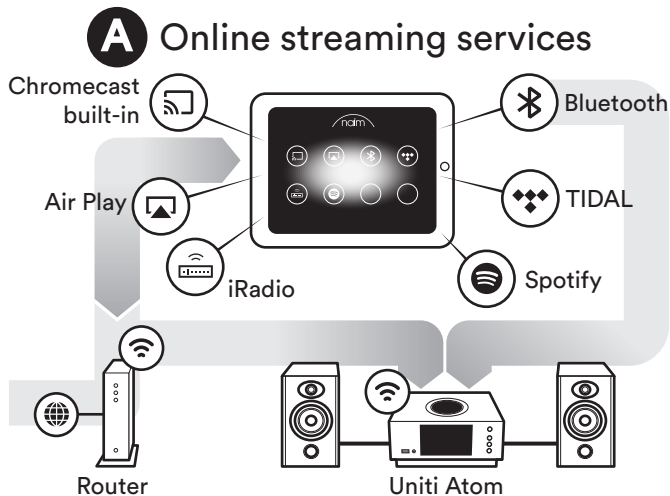 A Online streaming services
Chromecast
built-in
naim
Bluetooth
Air Play
TIDAL
iRadio
Spotify
Router
Uniti Atom